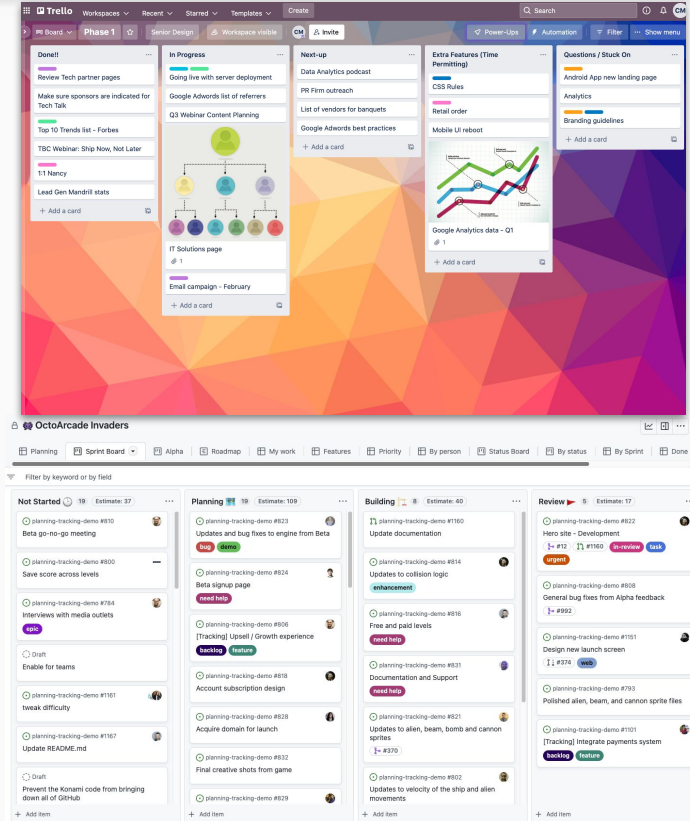 Trello
Workspaces
Recent
Starred
Templates
Create
Search
CM
Board
Phase 1
Senior Design
Workspace visible
CM
Invite
Power-Ups
Automation
Filter
Show menu
Done!!
Review Tech partner pages
Make sure sponsors are indicated for
Tech Talk
Top 10 Trends list - Forbes
TBC Webinar: Ship Now, Not Later
1:1 Nancy
Lead Gen Mandrill stats
+ Add a card
In Progress
Going live with server deployment
Google Adwords list of referrers
Q3 Webinar Content Planning
IT Solutions page
1
Email campaign - February
+ Add a card
Next-up
Data Analytics podcast
PR Firm outreach
List of vendors for banquets
Google Adwords best practices
+ Add a card
Extra Features (Time
Permitting)
CSS Rules
Retail order
Mobile UI reboot
Google Analytics data - Q1
1
+ Add a card
Questions / Stuck On
Android App new landing page
Analytics
Branding guidelines
+ Add a card
OctoArcade Invaders
Planning
Sprint Board
Alpha
Roadmap
My work
Features
Priority
By person
Status Board
By status
By Sprint
Done
Filter by keyword or by field
Not Started 19 Estimate: 37
planning-tracking-demo #810
Beta go-no-go meeting
planning-tracking-demo #800
Save score across levels
planning-tracking-demo #784
Interviews with media outlets
epic
Draft
Enable for teams
planning-tracking-demo #1161
tweak difficulty
planning-tracking-demo #1167
Update README.md
Draft
Prevent the Konami code from bringing
down all of GitHub
+ Add item
Planning 19 Estimate: 109
planning-tracking-demo #823
Updates and bug fixes to engine from Beta
bug demo
planning-tracking-demo #824
Beta signup page
need help
planning-tracking-demo #806
[Tracking] Upsell / Growth experience
backlog feature
planning-tracking-demo #818
Account subscription design
planning-tracking-demo #828
Acquire domain for launch
planning-tracking-demo #832
Final creative shots from game
planning-tracking-demo #829
+ Add item
Building 8 Estimate: 40
planning-tracking-demo #1160
Update documentation
planning-tracking-demo #814
Updates to collision logic
enhancement
planning-tracking-demo #816
Free and paid levels
need help
planning-tracking-demo #831
Documentation and Support
need help
planning-tracking-demo #821
Updates to alien, beam, bomb and cannon
sprites
#370
planning-tracking-demo #802
Updates to velocity of the ship and alien
movements
+ Add item
Review 5 Estimate: 17
planning-tracking-demo #822
Hero site - Development
#12 #1160 in-review task
urgent
planning-tracking-demo #808
General bug fixes from Alpha feedback
#992
planning-tracking-demo #1151
Design new launch screen
#374 web
planning-tracking-demo #793
Polished alien, beam, and cannon sprite files
planning-tracking-demo #1101
[Tracking] Integrate payments system
backlog feature
+ Add item